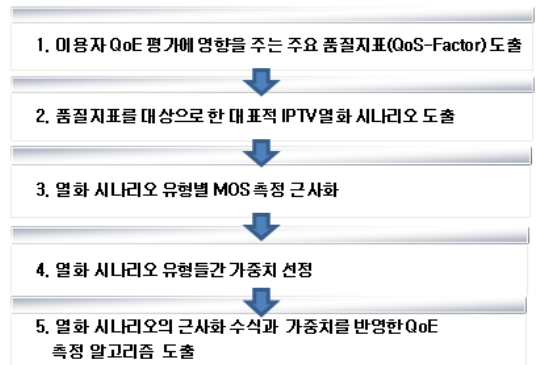 1. 이용자 QoE 평가에 영향을 주는 주요 품질지표(QoS-Factor) 도출
2. 품질지표를 대상으로 한 대표적 IPTV 열화 시나리오 도출
3. 열화 시나리오 유형별 MOS 측정 근사화
4. 열화 시나리오 유형들간 가중치 선정
5. 열화 시나리오의 근사화 수식과 가중치를 반영한 QoE
측정 알고리즘 도출